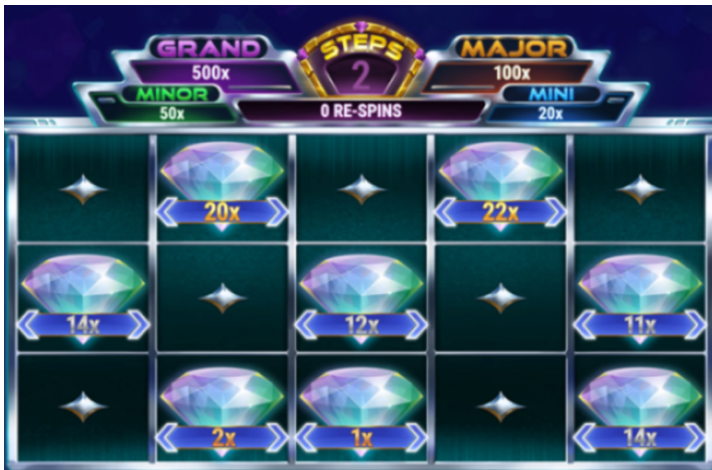 GRAND
STEPS
MAJOR
500x
2
100x
MINOR
MINI
50x
0 RE-SPINS
20x
20x
22x
14x
12x
11x
2x
1x
14x